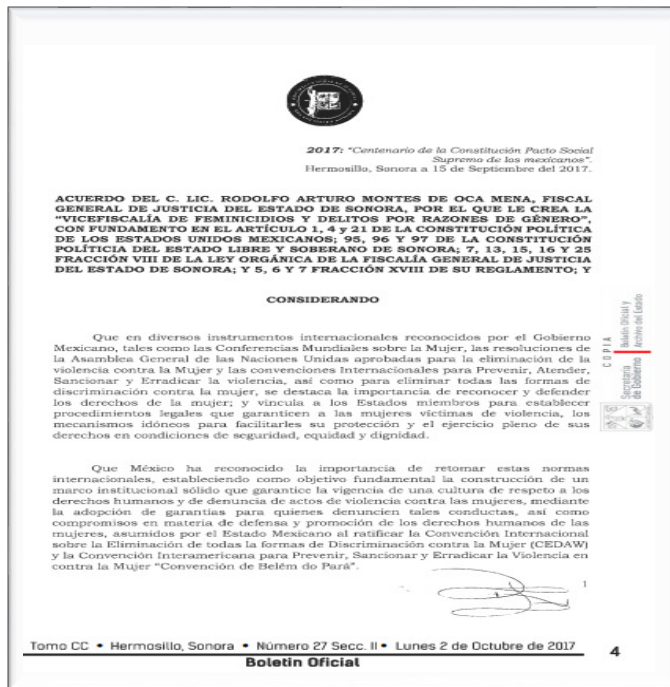 2017: “Centenario de la Constitución Pacto Social
Supremo de los mexicanos”.
Hermosillo, Sonora a 15 de Septiembre del 2017.
ACUERDO DEL C. LIC. RODOLFO ARTURO MONTES DE OCA MENA, FISCAL
GENERAL DE JUSTICIA DEL ESTADO DE SONORA, POR EL QUE LE CREA LA
“VICEFISCALÍA DE FEMINICIDIOS Y DELITOS POR RAZONES DE GÉNERO”,
CON FUNDAMENTO EN EL ARTÍCULO 1, 4 y 21 DE LA CONSTITUCIÓN POLÍTICA
DE LOS ESTADOS UNIDOS MEXICANOS; 95, 96 Y 97 DE LA CONSTITUCIÓN
POLÍTICA DEL ESTADO LIBRE Y SOBERANO DE SONORA; 7, 13, 15, 16 Y 25
FRACCIÓN VIII DE LA LEY ORGÁNICA DE LA FISCALÍA GENERAL DE JUSTICIA
DEL ESTADO DE SONORA; Y 5, 6 Y 7 FRACCIÓN XVIII DE SU REGLAMENTO; Y
CONSIDERANDO
Que en diversos instrumentos internacionales reconocidos por el Gobierno
Mexicano, tales como las Conferencias Mundiales sobre la Mujer, las resoluciones de
la Asamblea General de las Naciones Unidas aprobadas para la eliminación de la
violencia contra la Mujer y las convenciones Internacionales para Prevenir, Atender,
Sancionar y Erradicar la violencia, así como para eliminar todas las formas de
discriminación contra la mujer, se destaca la importancia de reconocer y defender
los derechos de la mujer; y vincula a los Estados miembros para establecer
procedimientos legales que garanticen a las mujeres víctimas de violencia, los
mecanismos idóneos para facilitarles su protección y el ejercicio pleno de sus
derechos en condiciones de seguridad, equidad y dignidad.
Que México ha reconocido la importancia de retomar estas normas
internacionales, estableciendo como objetivo fundamental la construcción de un
marco institucional sólido que garantice la vigencia de una cultura de respeto a los
derechos humanos y de denuncia de actos de violencia contra las mujeres, mediante
la adopción de garantías para quienes denuncien tales conductas, así como
compromisos en materia de defensa y promoción de los derechos humanos de las
mujeres, asumidos por el Estado Mexicano al ratificar la Convención Internacional
sobre la Eliminación de todas la formas de Discriminación contra la Mujer (CEDAW)
y la Convención Interamericana para Prevenir, Sancionar y Erradicar la Violencia en
contra la Mujer “Convención de Belém do Pará”.
1
COPIA
Secretaría
de Gobierno
Boletín Oficial y
Archivo del Estado
Tomo CC • Hermosillo, Sonora • Número 27 Secc. II • Lunes 2 de Octubre de 2017
4
Boletín Oficial